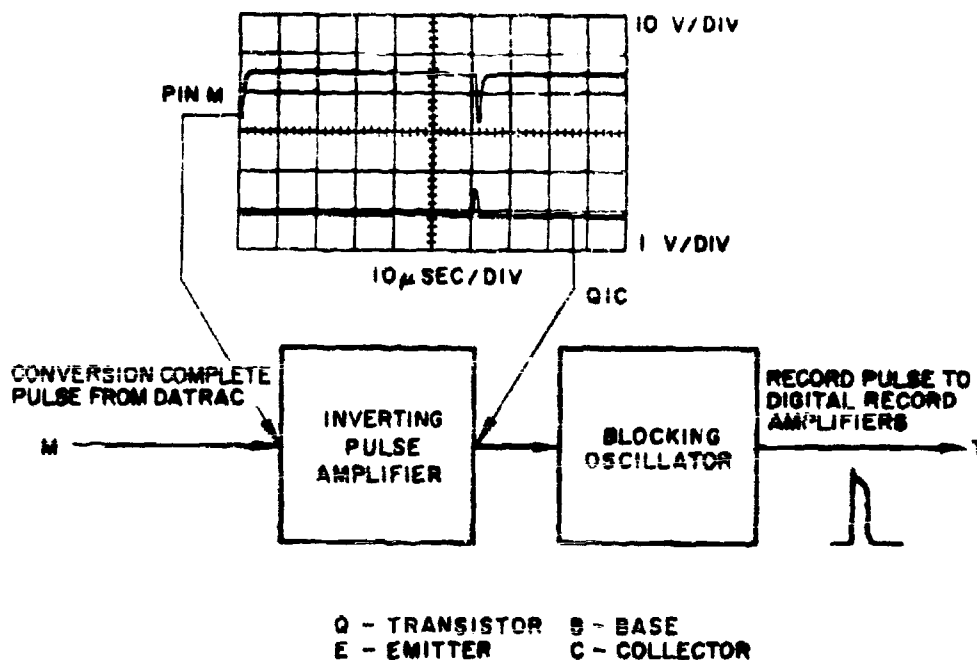 10 V/DIV
PIN M
1 V/DIV
10 μ SEC/DIV
Q1C
CONVERSION COMPLETE
PULSE FROM DATRAC
M
INVERTING
PULSE
AMPLIFIER
BLOCKING
OSCILLATOR
RECORD PULSE TO
DIGITAL RECORD
AMPLIFIERS
Q - TRANSISTOR B - BASE
E - EMITTER C - COLLECTOR